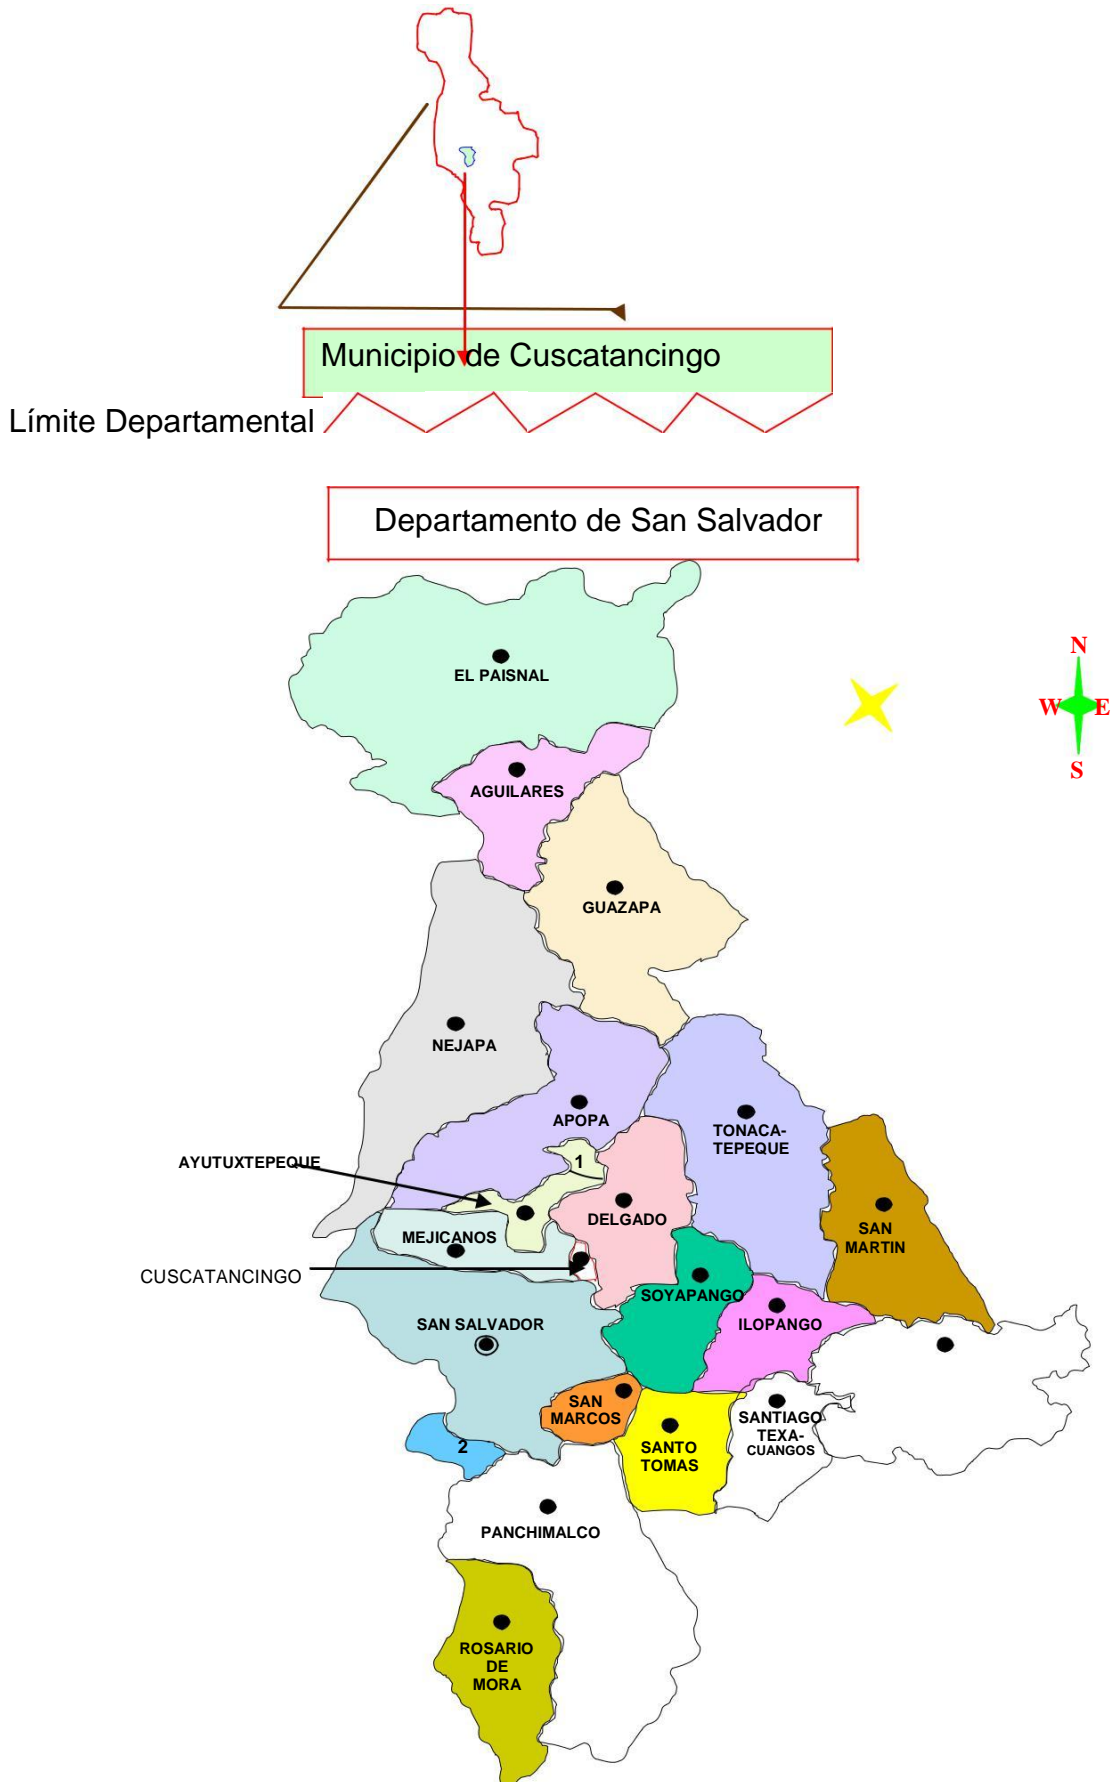 Municipio de Cuscatancingo
Límite Departamental
Departamento de San Salvador
N
W E
S
EL PAISNAL
AGUILARES
GUAZAPA
NEJAPA
APOPA
TONACA-
TEPEQUE
AYUTUXTEPEQUE
1
DELGADO
SAN
MARTIN
MEJICANOS
CUSCATANCINGO
SOYAPANGO
SAN SALVADOR
ILOPANGO
SAN
MARCOS
SANTIAGO
TEXA-
CUANGOS
2
SANTO
TOMAS
PANCHIMALCO
ROSARIO
DE
MORA